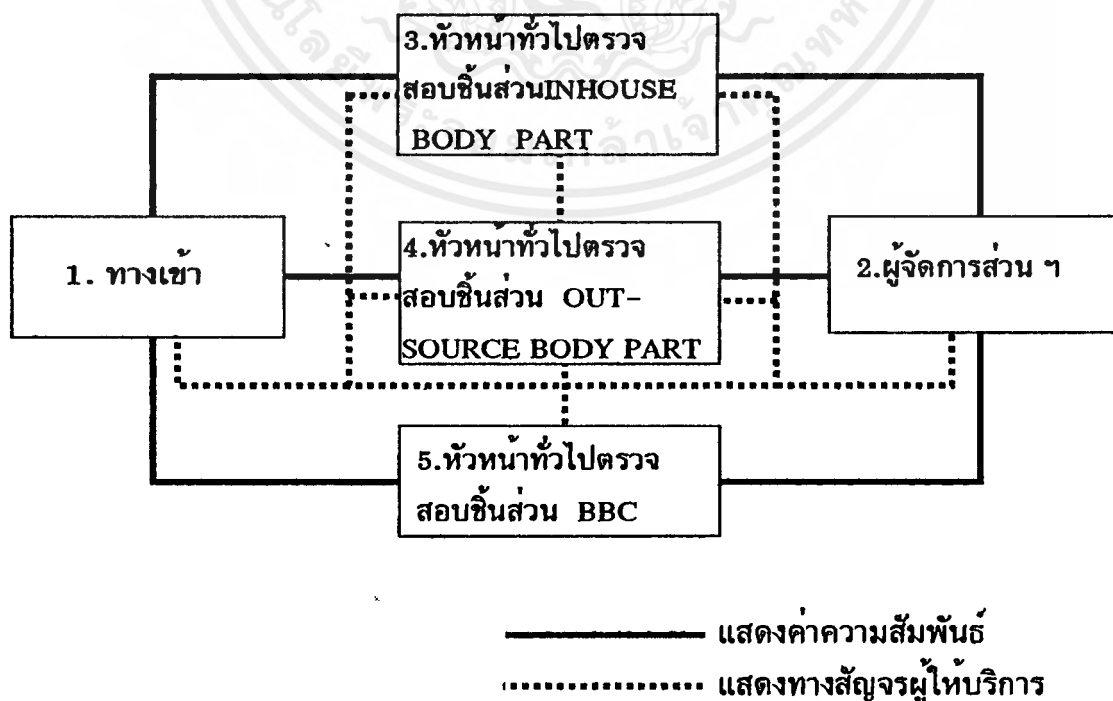 3.หัวหน้าทั่วไปตรวจ
สอบชิ้นส่วนINHOUSE
BODY PART
1. ทางเข้า
4.หัวหน้าทั่วไปตรวจ
สอบชิ้นส่วน OUT-
SOURCE BODY PART
2.ผู้จัดการส่วน ฯ
5.หัวหน้าทั่วไปตรวจ
สอบชิ้นส่วน BBC
แสดงค่าความสัมพันธ์
แสดงทางสัญจรผู้ให้บริการ